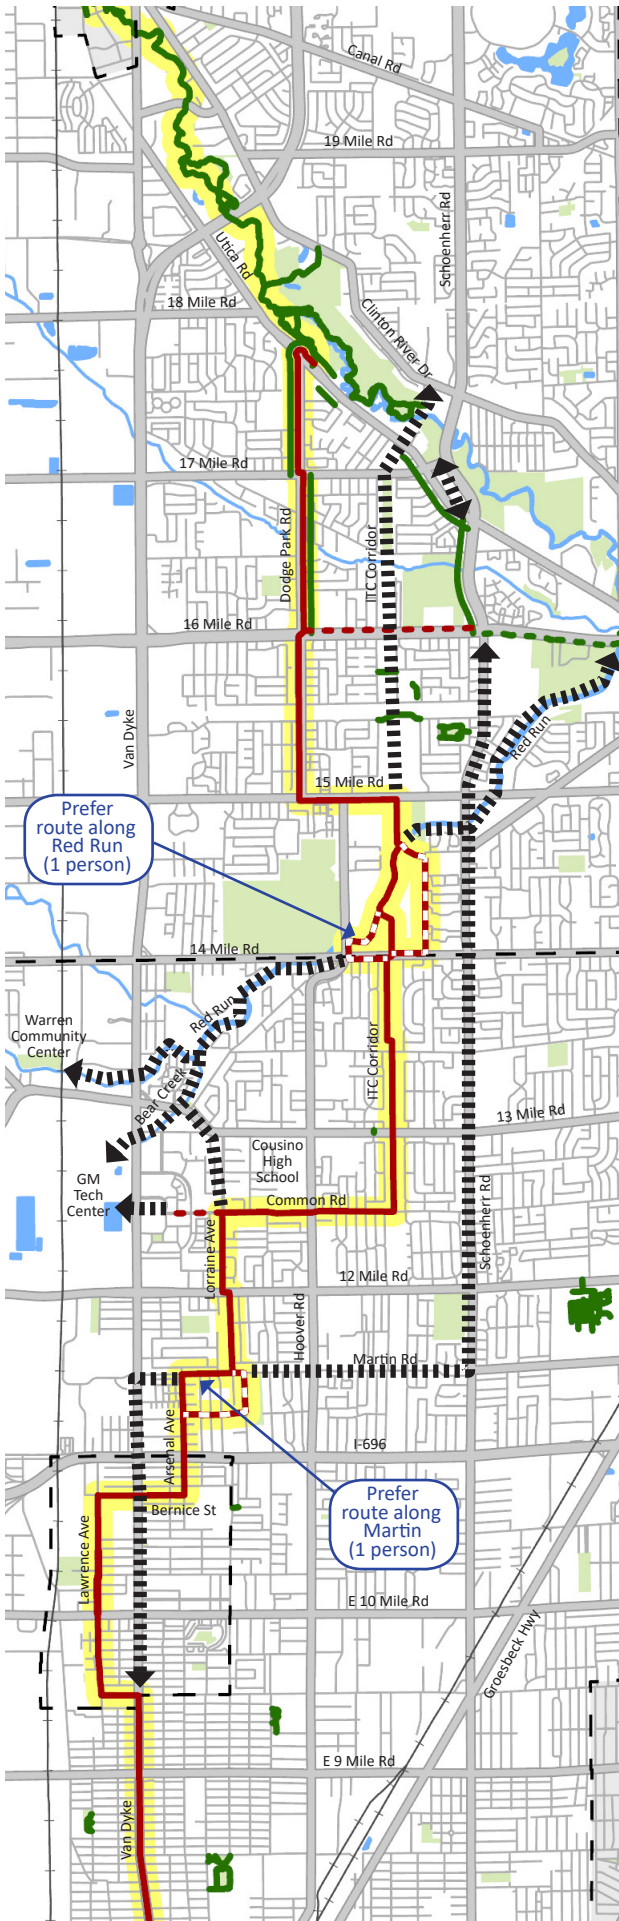 Canal Rd
19 Mile Rd
Schoenherr Rd
Utica Rd
18 Mile Rd
Clinton River Dr
17 Mile Rd
Dodge Park Rd
ITC Corridor
16 Mile Rd
Van Dyke
Red Run
15 Mile Rd
Prefer
route along
Red Run
(1 person)
14 Mile Rd
Red Run
Warren
Community
Center
ITC Corridor
Bear Creek
13 Mile Rd
Cousino
High
School
GM
Tech
Center
Common Rd
Schoenherr Rd
Lorraine Ave
12 Mile Rd
Hoover Rd
Martin Rd
Arsenal Ave
I-696
Prefer
route along
Martin
(1 person)
Bernice St
Lawrence Ave
E 10 Mile Rd
Groesbeck Hwy
E 9 Mile Rd
Van Dyke